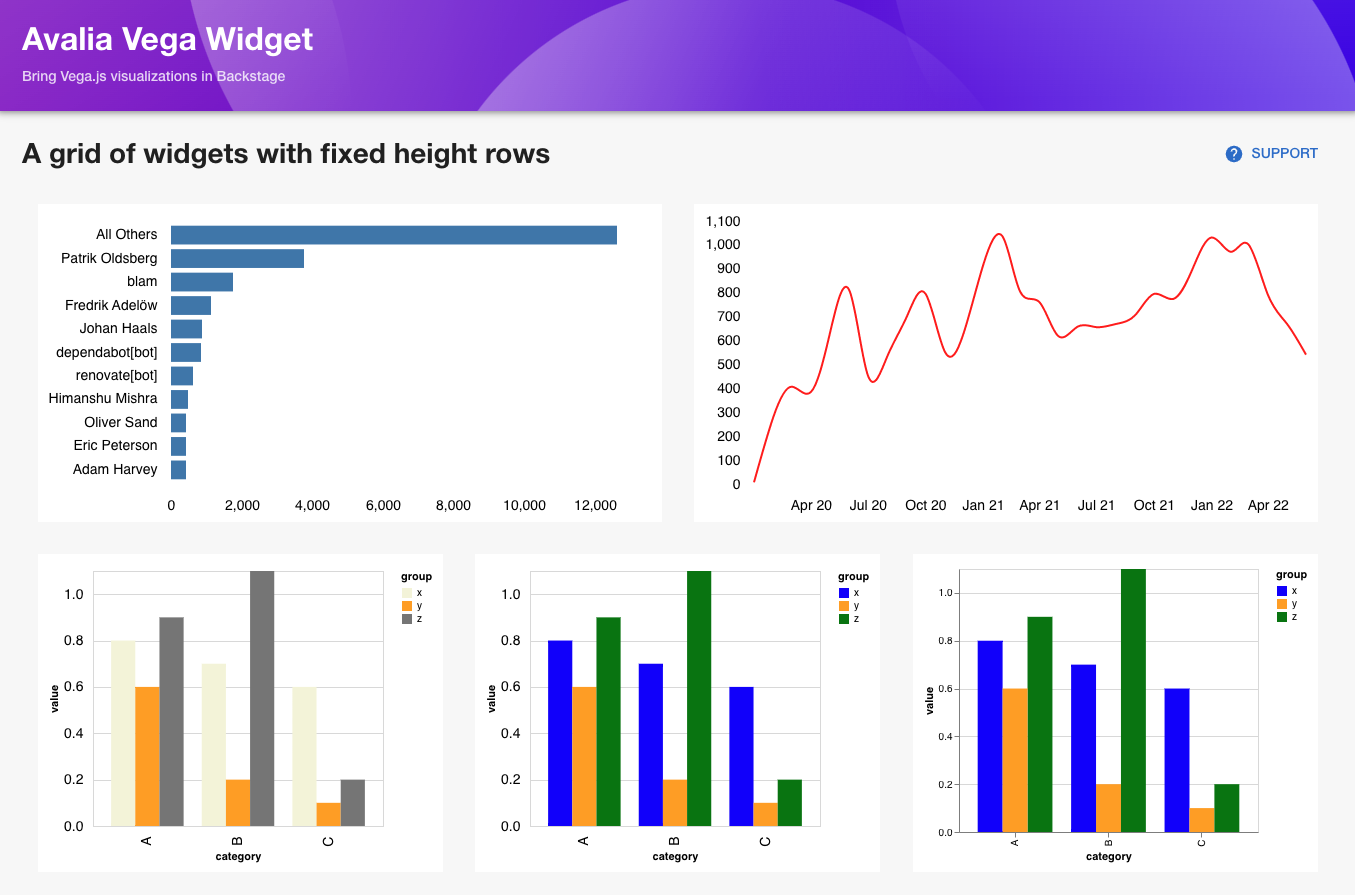 Avalia Vega Widget
Bring Vega.js visualizations in Backstage
A grid of widgets with fixed height rows
? SUPPORT
All Others
Patrik Oldsberg
blam
Fredrik Adelöw
Johan Haals
dependabot[bot]
renovate[bot]
Himanshu Mishra
Oliver Sand
Eric Peterson
Adam Harvey
0 2,000 4,000 6,000 8,000 10,000 12,000
1,100
1,000
900
800
700
600
500
400
300
200
100
0
Apr 20 Jul 20 Oct 20 Jan 21 Apr 21 Jul 21 Oct 21 Jan 22 Apr 22
value
1.0
0.8
0.6
0.4
0.2
0.0
A B C
category
group
x
y
z
value
1.0
0.8
0.6
0.4
0.2
0.0
A B C
category
group
x
y
z
value
1.0
0.8
0.6
0.4
0.2
0.0
A B C
category
group
x
y
z